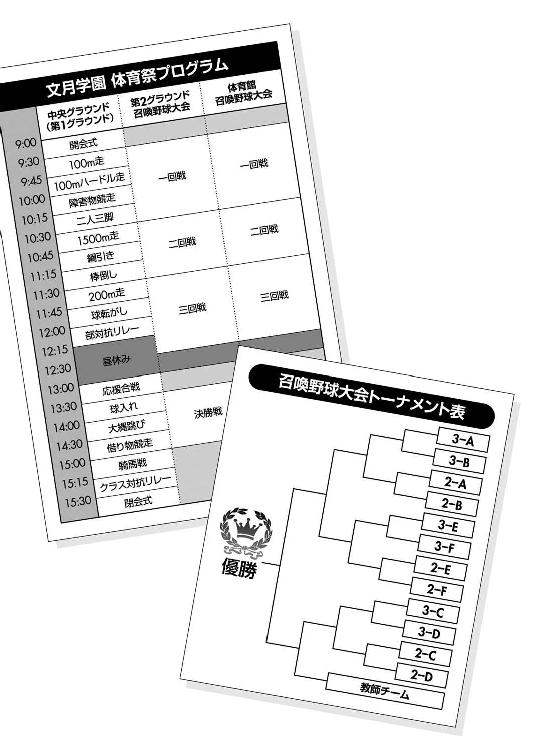 文月学園 体育祭プログラム
中央グラウンド
(第1グラウンド)
第2グラウンド
召喚野球大会
体育館
召喚野球大会
9:00
開会式
9:30
100m走
9:45
100mハードル走
一回戦
一回戦
10:00
障害物競走
10:15
二人三脚
10:30
1500m走
二回戦
二回戦
10:45
綱引き
11:15
棒倒し
11:30
200m走
11:45
球転がし
三回戦
三回戦
12:00
部対抗リレー
12:15
昼休み
12:30
13:00
応援合戦
13:30
球入れ
決勝戦
14:00
大縄跳び
14:30
借り物競走
15:00
騎馬戦
15:15
クラス対抗リレー
15:30
閉会式
召喚野球大会トーナメント表
3-A
3-B
2-A
2-B
3-E
3-F
2-E
2-F
3-C
3-D
2-C
2-D
教師チーム
優勝